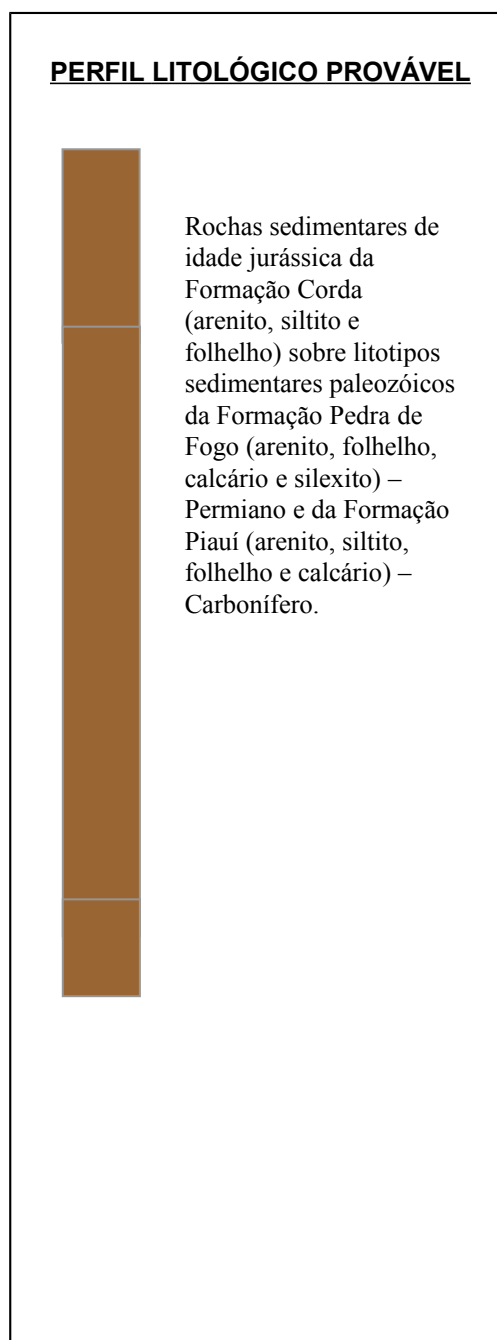 PERFIL LITOLÓGICO PROVÁVEL
Rochas sedimentares de
idade jurássica da
Formação Corda
(arenito, siltito e
folhelho) sobre litotipos
sedimentares paleozóicos
da Formação Pedra de
Fogo (arenito, folhelho,
calcário e silexito) –
Permiano e da Formação
Piauí (arenito, siltito,
folhelho e calcário) –
Carbonífero.